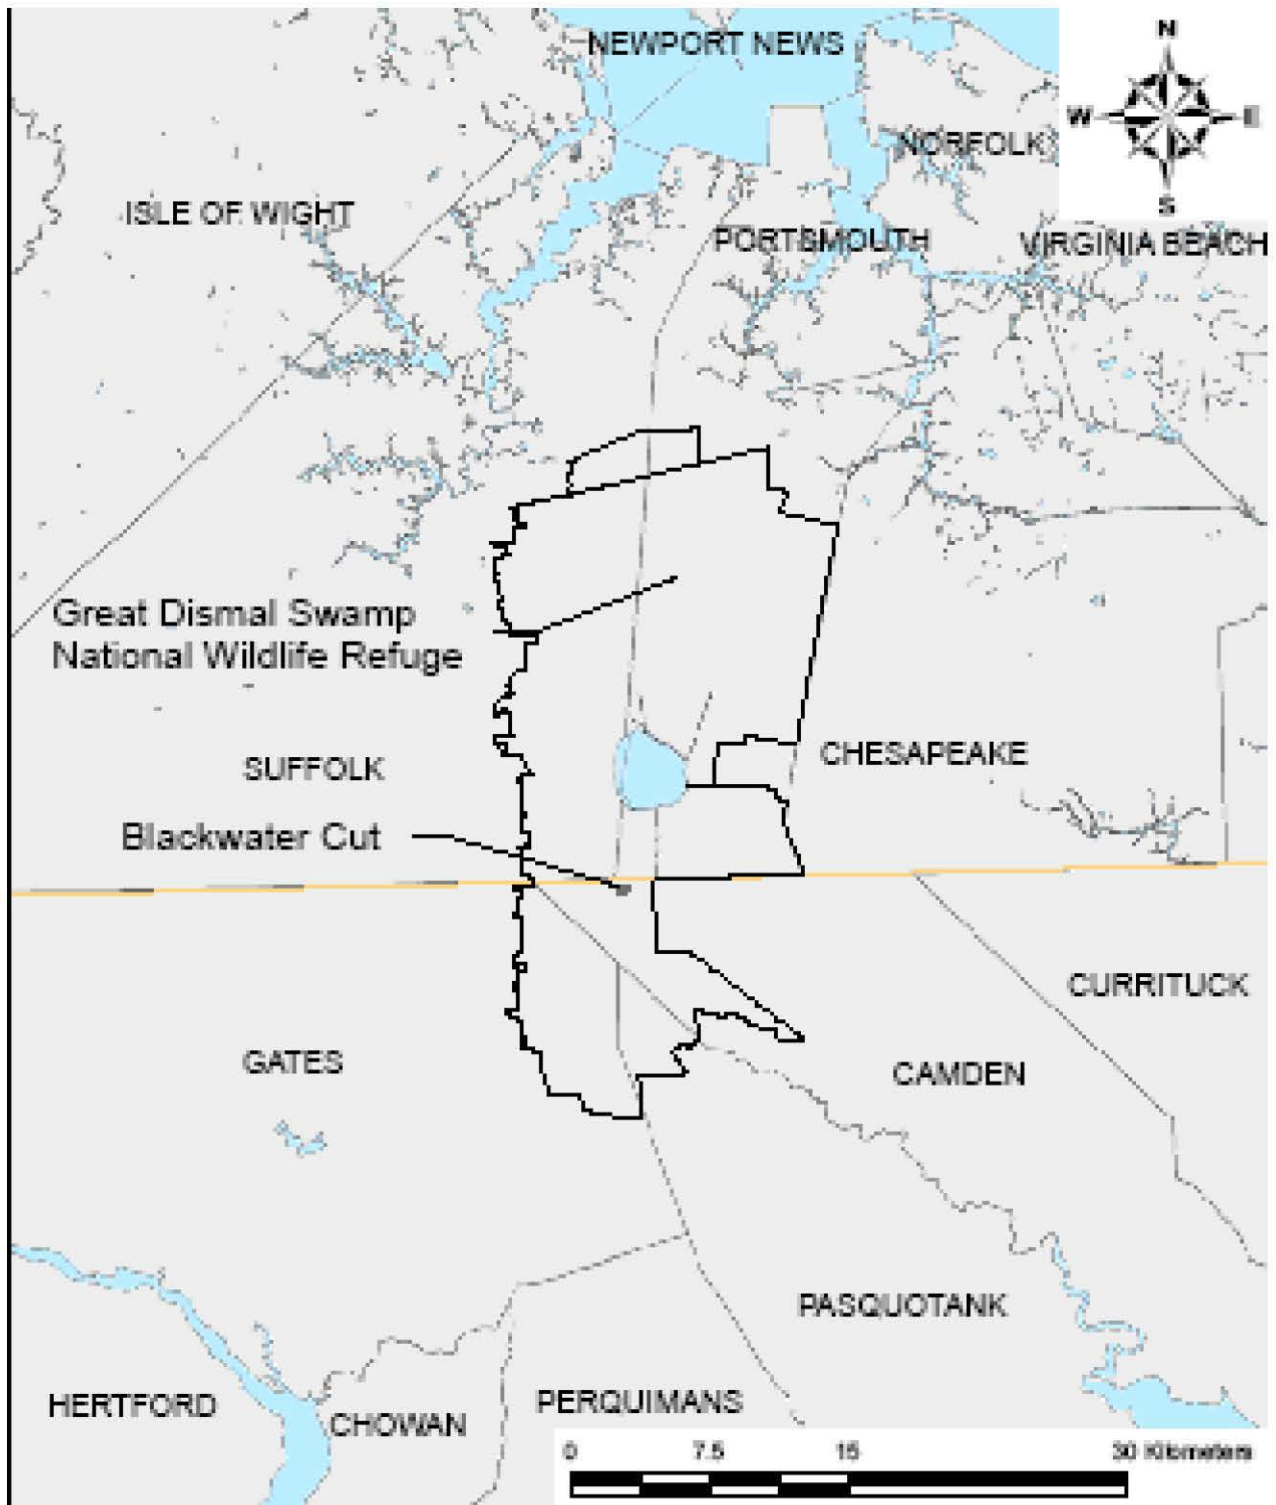 NEWPORT NEWS
N
W
E
S
NORFOLK
ISLE OF WIGHT
PORTSMOUTH
VIRGINIA BEACH
Great Dismal Swamp
National Wildlife Refuge
SUFFOLK
CHESAPEAKE
Blackwater Cut
CURRITUCK
GATES
CAMDEN
PASQUOTANK
HERTFORD
CHOWAN
PERQUIMANS
0 7.5 15 30 Kilometers